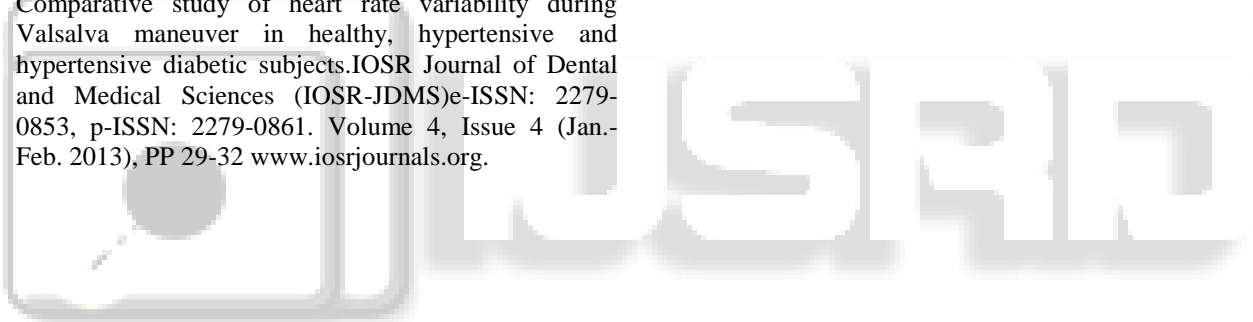 Comparative study of heart rate variability during
Valsalva maneuver in healthy, hypertensive and
hypertensive diabetic subjects.IOSR Journal of Dental
and Medical Sciences (IOSR-JDMS)e-ISSN: 2279-
0853, p-ISSN: 2279-0861. Volume 4, Issue 4 (Jan.-
Feb. 2013), PP 29-32 www.iosrjournals.org.
IJSRD